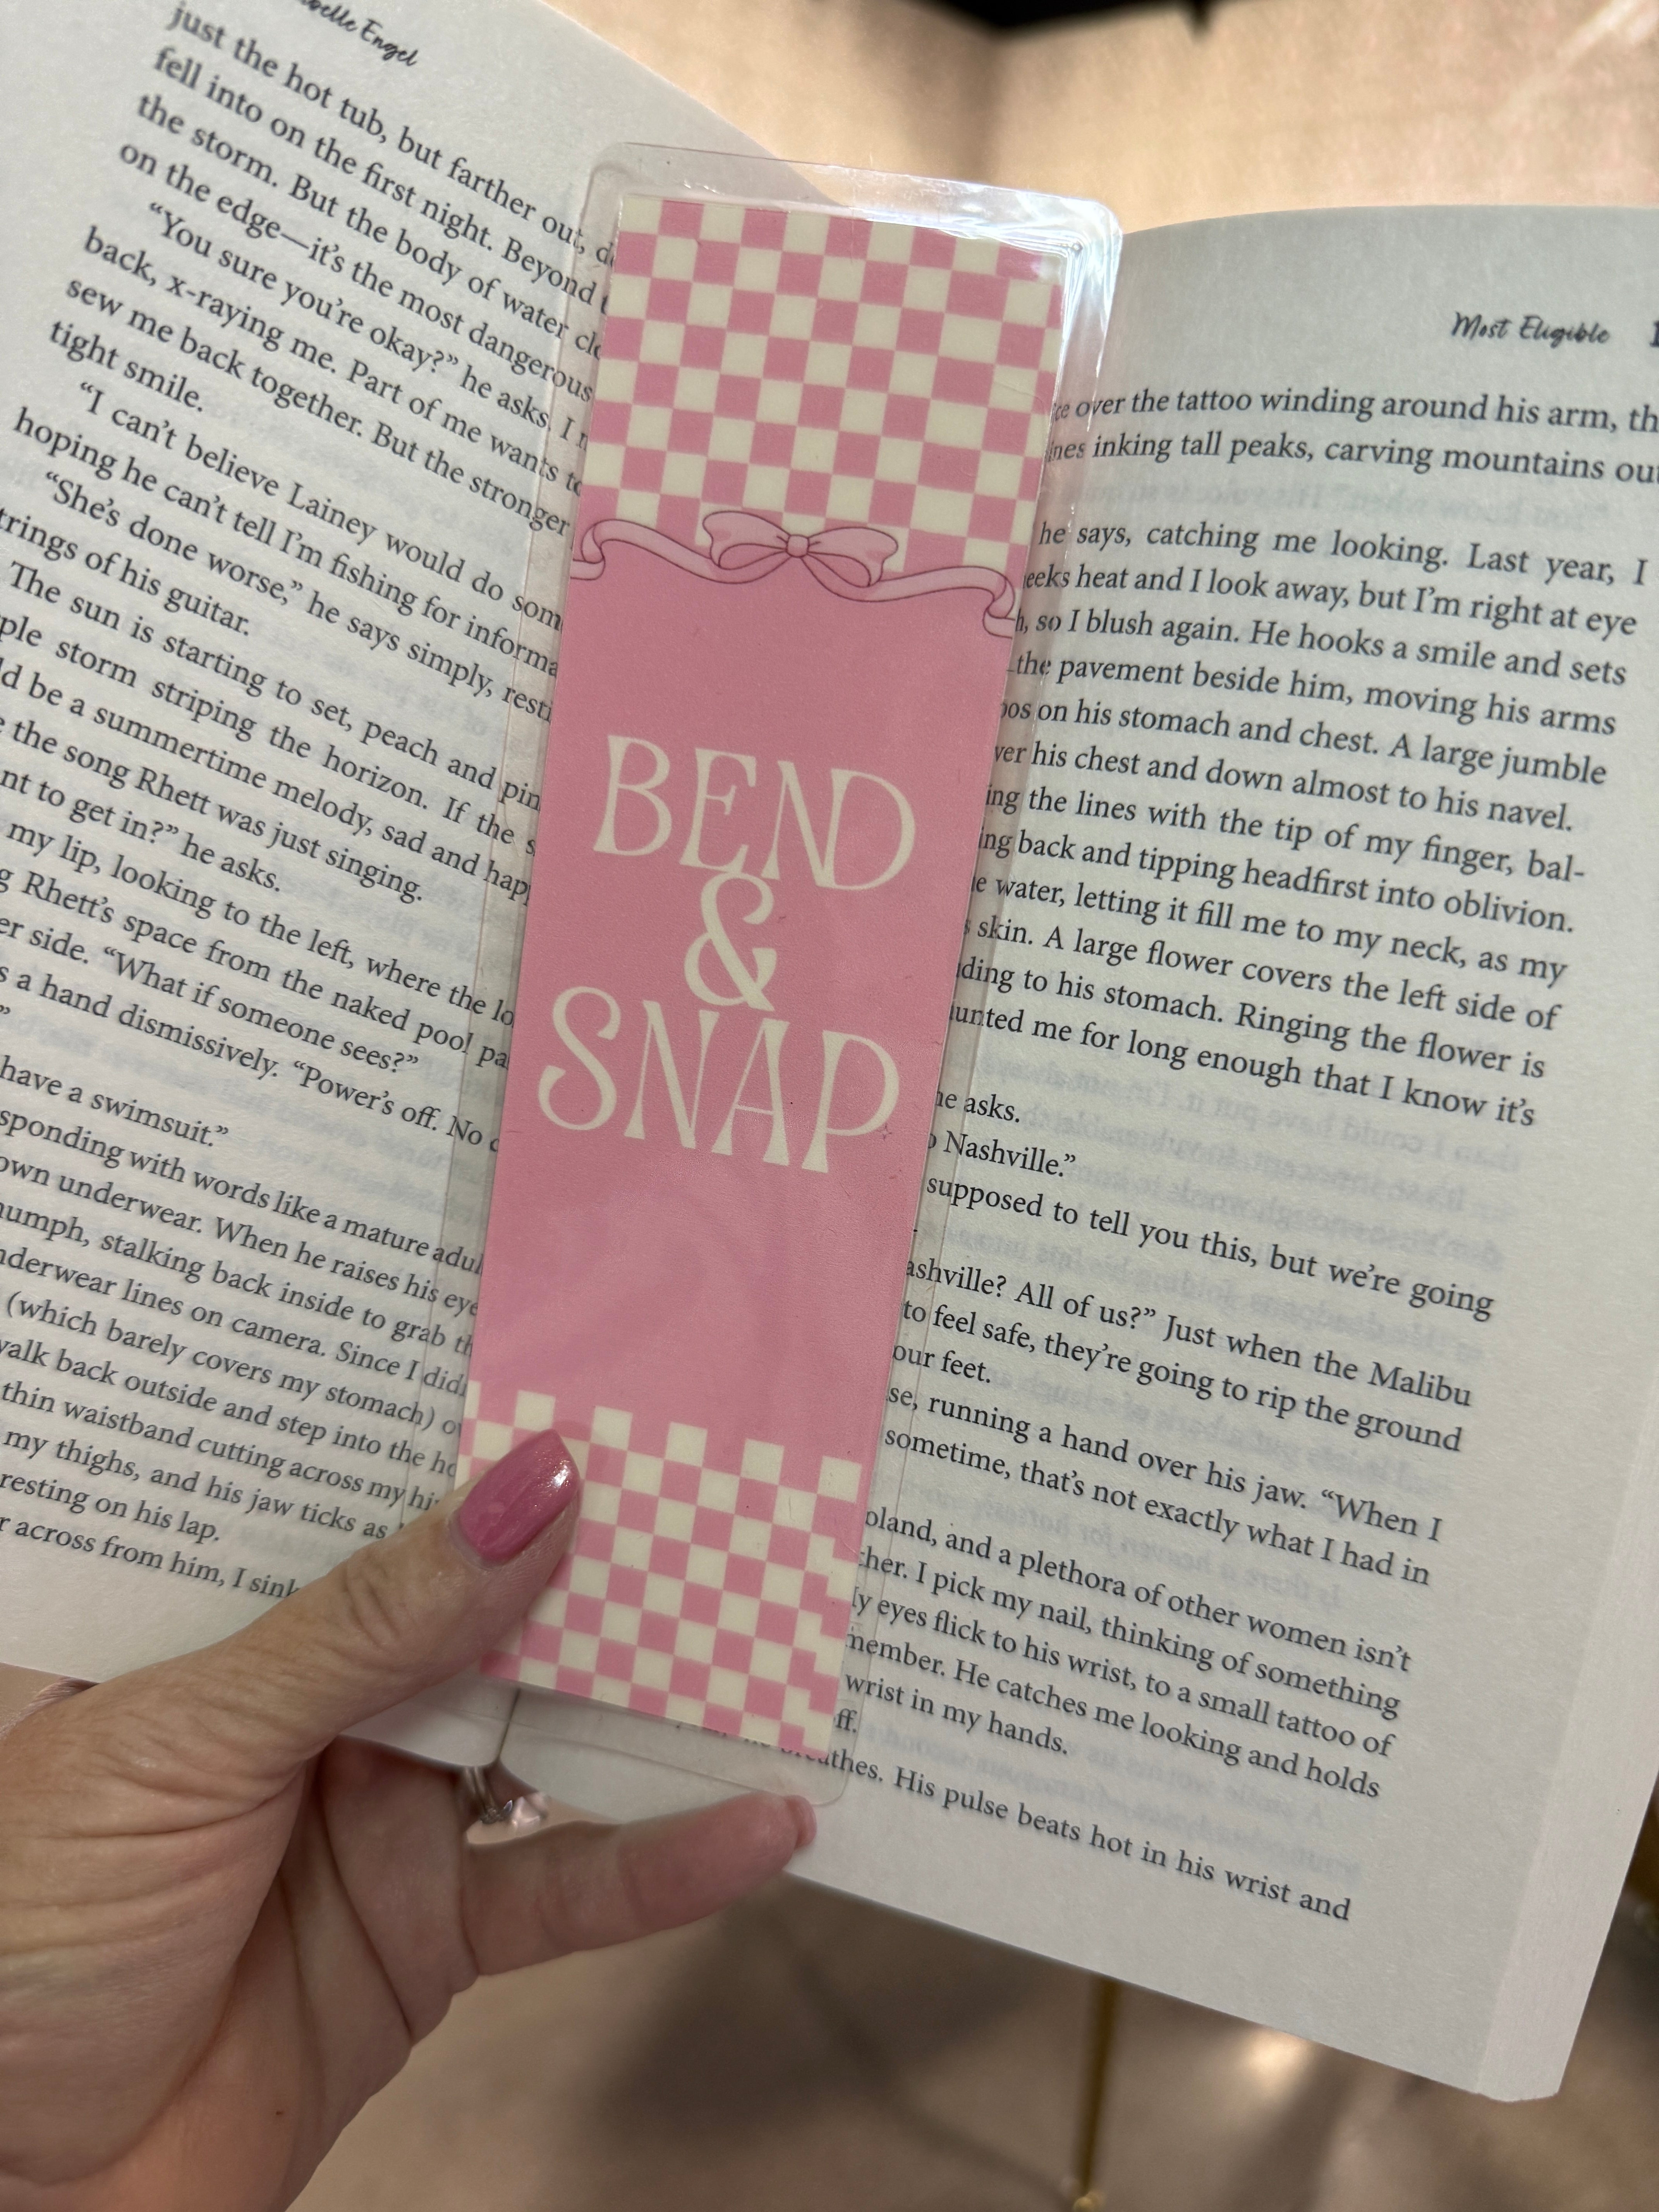 Engel
just the hot tub, but farther out,
fell into on the first night. Beyond
the storm. But the body of water
on the edge—it's the most dangerous
“You sure you're okay?” he asks. I
back, x-raying me. Part of me wants
sew me back together. But the stronger
tight smile.
“I can't believe Lainey would do
hoping he can't tell I'm fishing for
“She's done worse,” he says simply,
of his guitar.
The sun is starting to set, peach and
storm striping the horizon. If the
be a summertime melody, sad and
the song Rhett was just singing.
to get in?” he asks.
my lip, looking to the left, where the
Rhett's space from the naked pool
side. “What if someone sees?”
a hand dismissively. “Power's off. No
”
have a swimsuit.”
with words like a mature
underwear. When he raises his
stalking back inside to grab
lines on camera. Since I
(which barely covers my stomach)
back outside and step into the
thin waistband cutting across my
my thighs, and his jaw ticks as
resting on his lap.
across from him, I
BEND
&
SNAP
Most Eligible
over the tattoo winding around his arm,
inking tall peaks, carving mountains
he says, catching me looking. Last year, I
heat and I look away, but I'm right at eye
so I blush again. He hooks a smile and sets
the pavement beside him, moving his arms
on his stomach and chest. A large jumble
his chest and down almost to his navel.
the lines with the tip of my finger, bal-
back and tipping headfirst into oblivion.
water, letting it fill me to my neck, as my
skin. A large flower covers the left side of
to his stomach. Ringing the flower is
me for long enough that I know it's
asks.
Nashville.”
supposed to tell you this, but we're going
All of us?” Just when the Malibu
to feel safe, they're going to rip the ground
our feet.
running a hand over his jaw. “When I
sometime, that's not exactly what I had in
and a plethora of other women isn't
I pick my nail, thinking of something
eyes flick to his wrist, to a small tattoo of
He catches me looking and holds
wrist in my hands.
His pulse beats hot in his wrist and